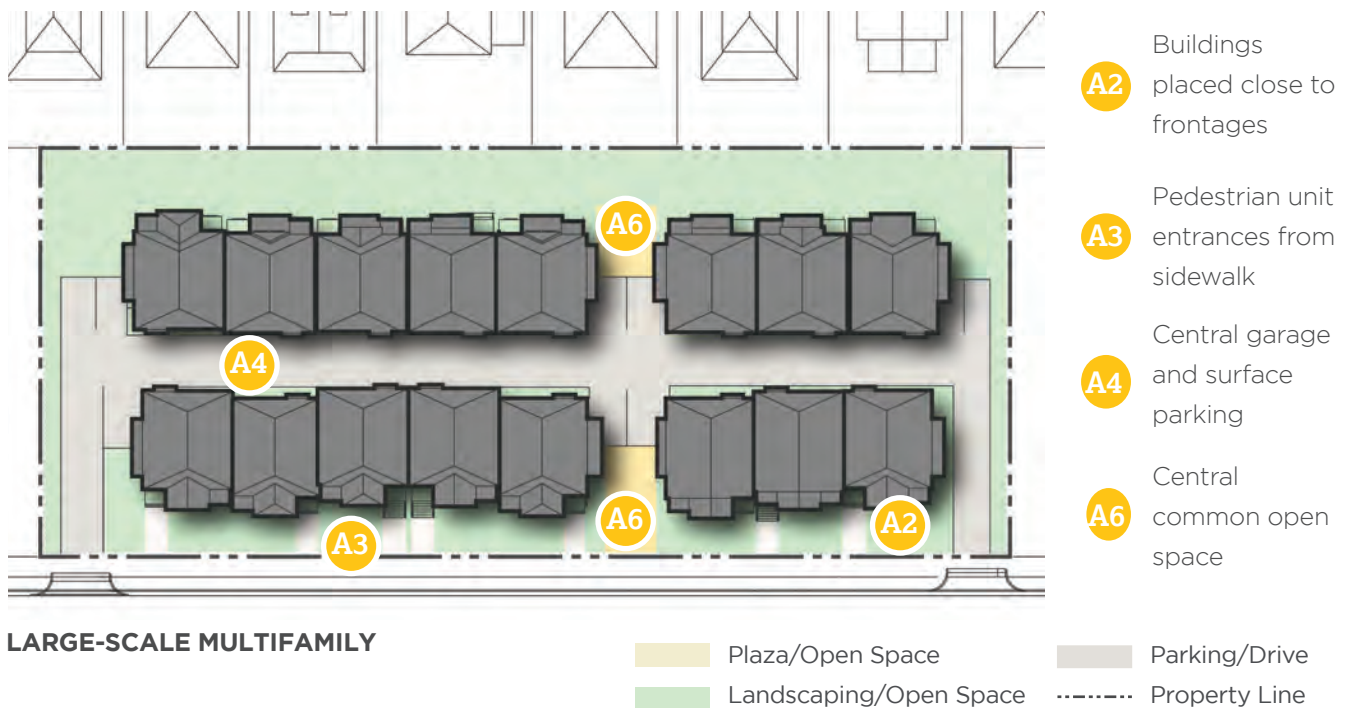 A2
Buildings
placed close to
frontages
A3
Pedestrian unit
entrances from
sidewalk
A4
Central garage
and surface
parking
A6
Central
common open
space
A6
A4
A6
A2
A3
LARGE-SCALE MULTIFAMILY
Plaza/Open Space
Parking/Drive
Landscaping/Open Space
Property Line